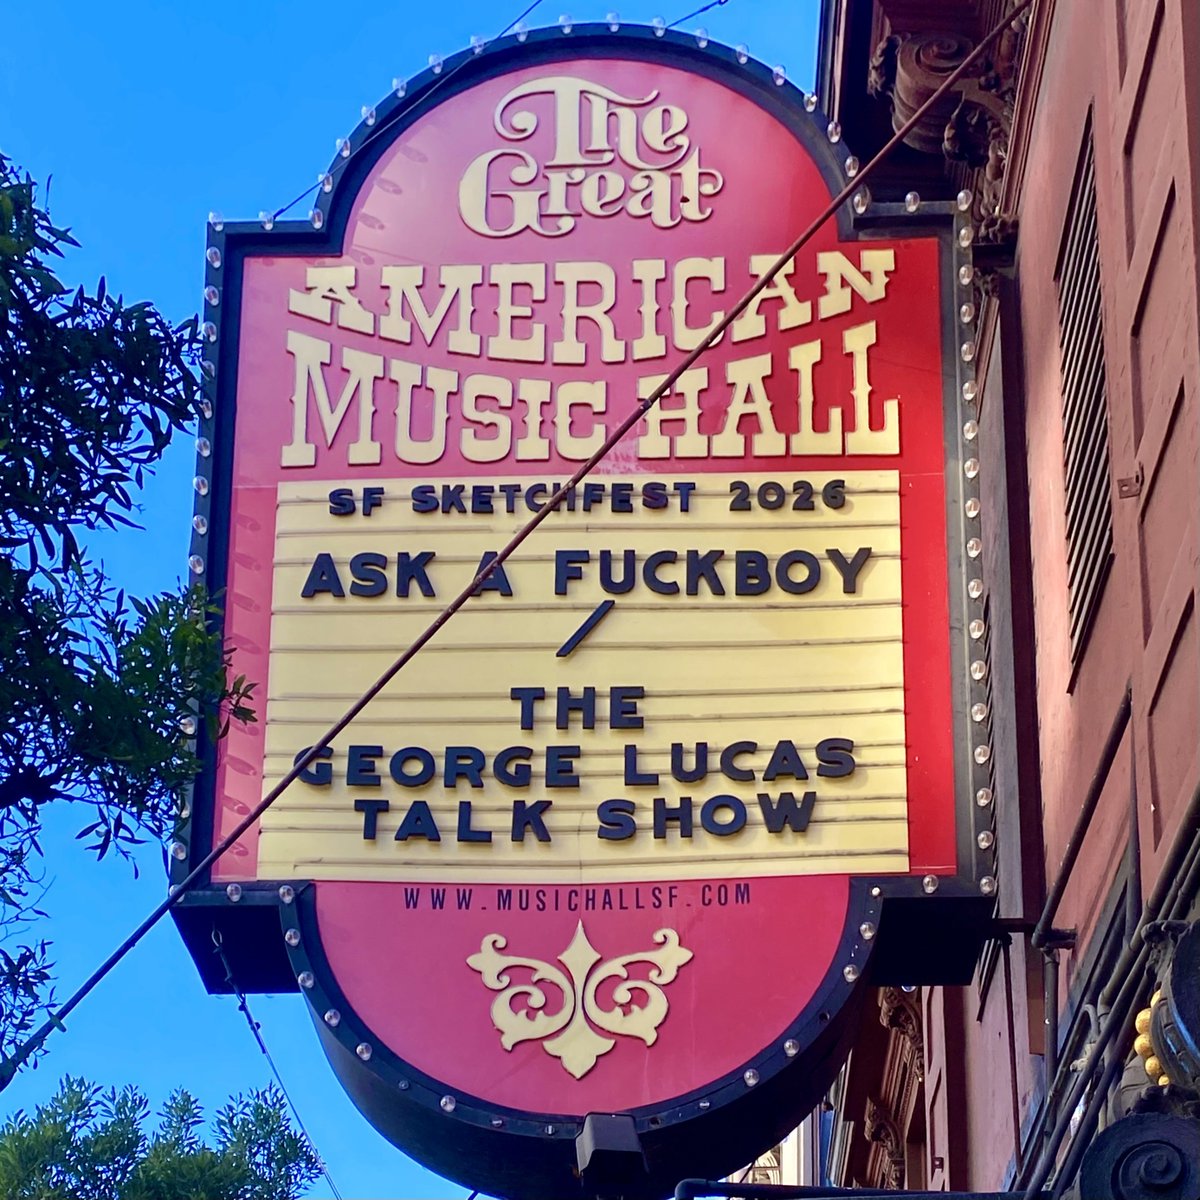 The
Great
AMERICAN
MUSIC HALL
SF SKETCHFEST 2026
ASK A FUCKBOY
/
THE
GEORGE LUCAS
TALK SHOW
WWW.MUSICHALLSF.COM